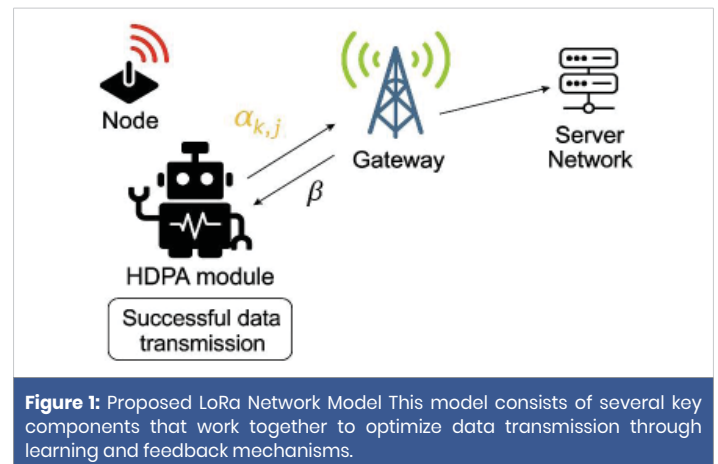 Node
α_{k,j}
Gateway
Server
Network
β
HDPA module
Successful data
transmission
Figure 1: Proposed LoRa Network Model This model consists of several key
components that work together to optimize data transmission through
learning and feedback mechanisms.